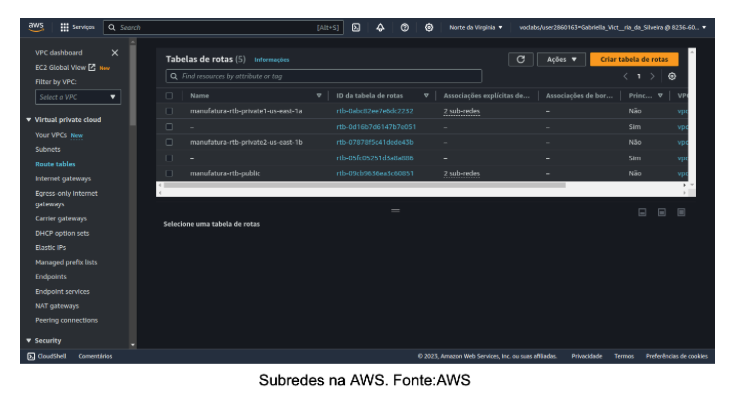 aws Serviços Search [Alt+S] Norte da Virgínia voclabs/user2860163=Gabriella_Vict__ria_da_Silveira @ 8236-60...
VPC dashboard
EC2 Global View New
Filter by VPC:
Select a VPC
Virtual private cloud
Your VPCs New
Subnets
Route tables
Internet gateways
Egress-only internet
gateways
Carrier gateways
DHCP option sets
Elastic IPs
Managed prefix lists
Endpoints
Endpoint services
NAT gateways
Peering connections
Security
Tabelas de rotas (5) Informações Ações Criar tabela de rotas
Find resources by attribute or tag 1
Name ID da tabela de rotas Associações explícitas de... Associações de bor... Princ... VPC
manufatura-rtb-private1-us-east-1a rtb-0abc82ee7e6dc2232 2 sub-redes – Não vpc
– rtb-0d16b7d6147b7e051 – – Sim vpc
manufatura-rtb-private2-us-east-1b rtb-07878f5c41dede43b – – Não vpc
– rtb-05fc05251d3a8a086 – – Sim vpc
manufatura-rtb-public rtb-09cb9636ea3c60851 2 sub-redes – Não vpc
Selecione uma tabela de rotas
CloudShell Comentários © 2023, Amazon Web Services, Inc. ou suas afiliadas. Privacidade Termos Preferências de cookies
Subredes na AWS. Fonte:AWS